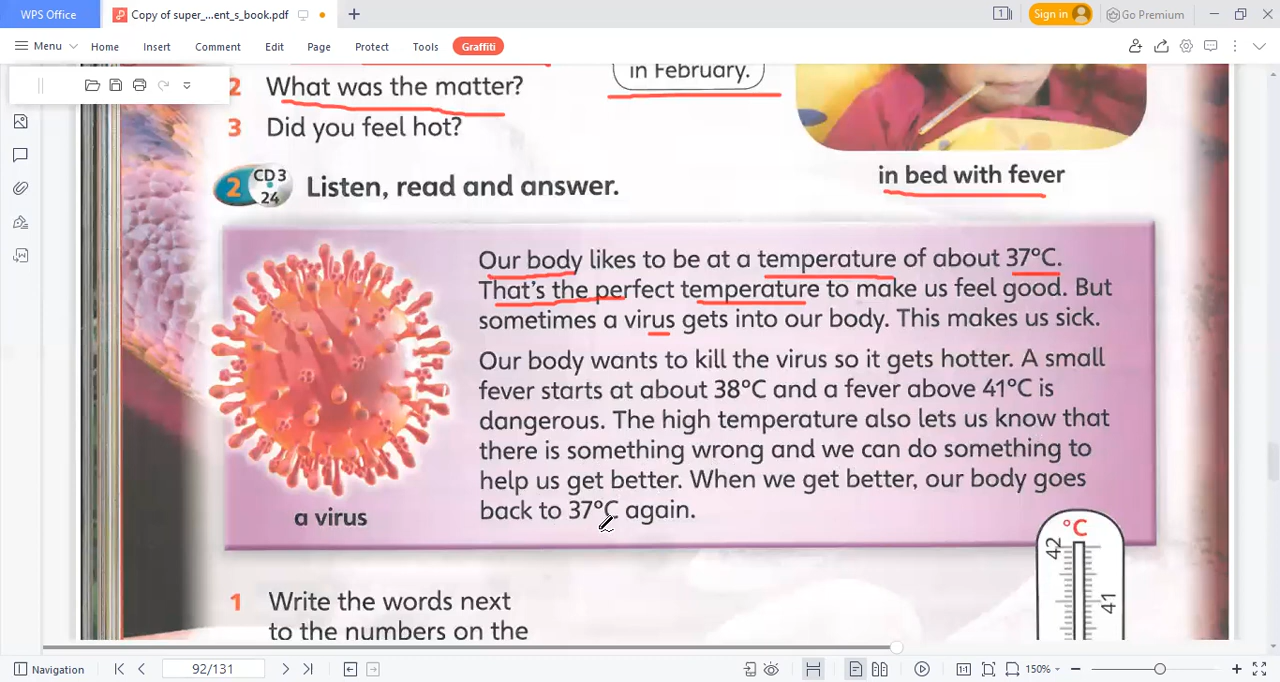 WPS Office
Copy of super_...ent_s_book.pdf
1
Sign in
Go Premium
Menu
Home
Insert
Comment
Edit
Page
Protect
Tools
Graffiti
2 What was the matter?
in February.
3 Did you feel hot?
2 CD 3 24 Listen, read and answer.
in bed with fever
Our body likes to be at a temperature of about 37°C.
That's the perfect temperature to make us feel good. But
sometimes a virus gets into our body. This makes us sick.
Our body wants to kill the virus so it gets hotter. A small
fever starts at about 38°C and a fever above 41°C is
dangerous. The high temperature also lets us know that
there is something wrong and we can do something to
help us get better. When we get better, our body goes
back to 37°C again.
a virus
°C
42
41
1 Write the words next
to the numbers on the
Navigation
92/131
150%